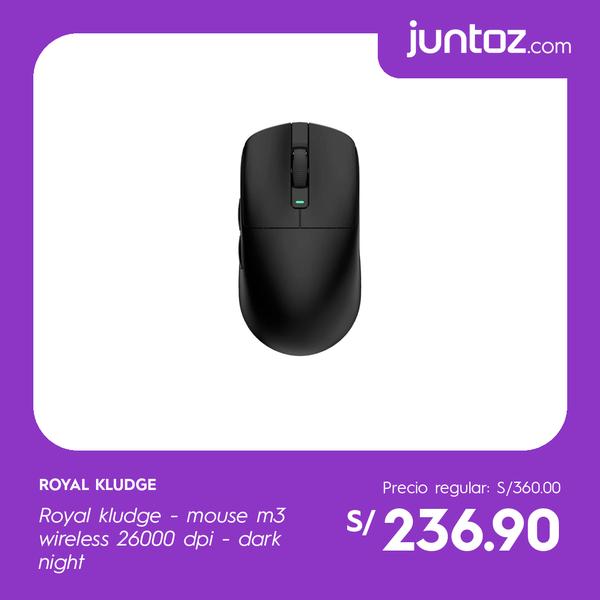 juntoz.com
ROYAL KLUDGE
Royal kludge - mouse m3
wireless 26000 dpi - dark
night
Precio regular: S/360.00
S/ 236.90